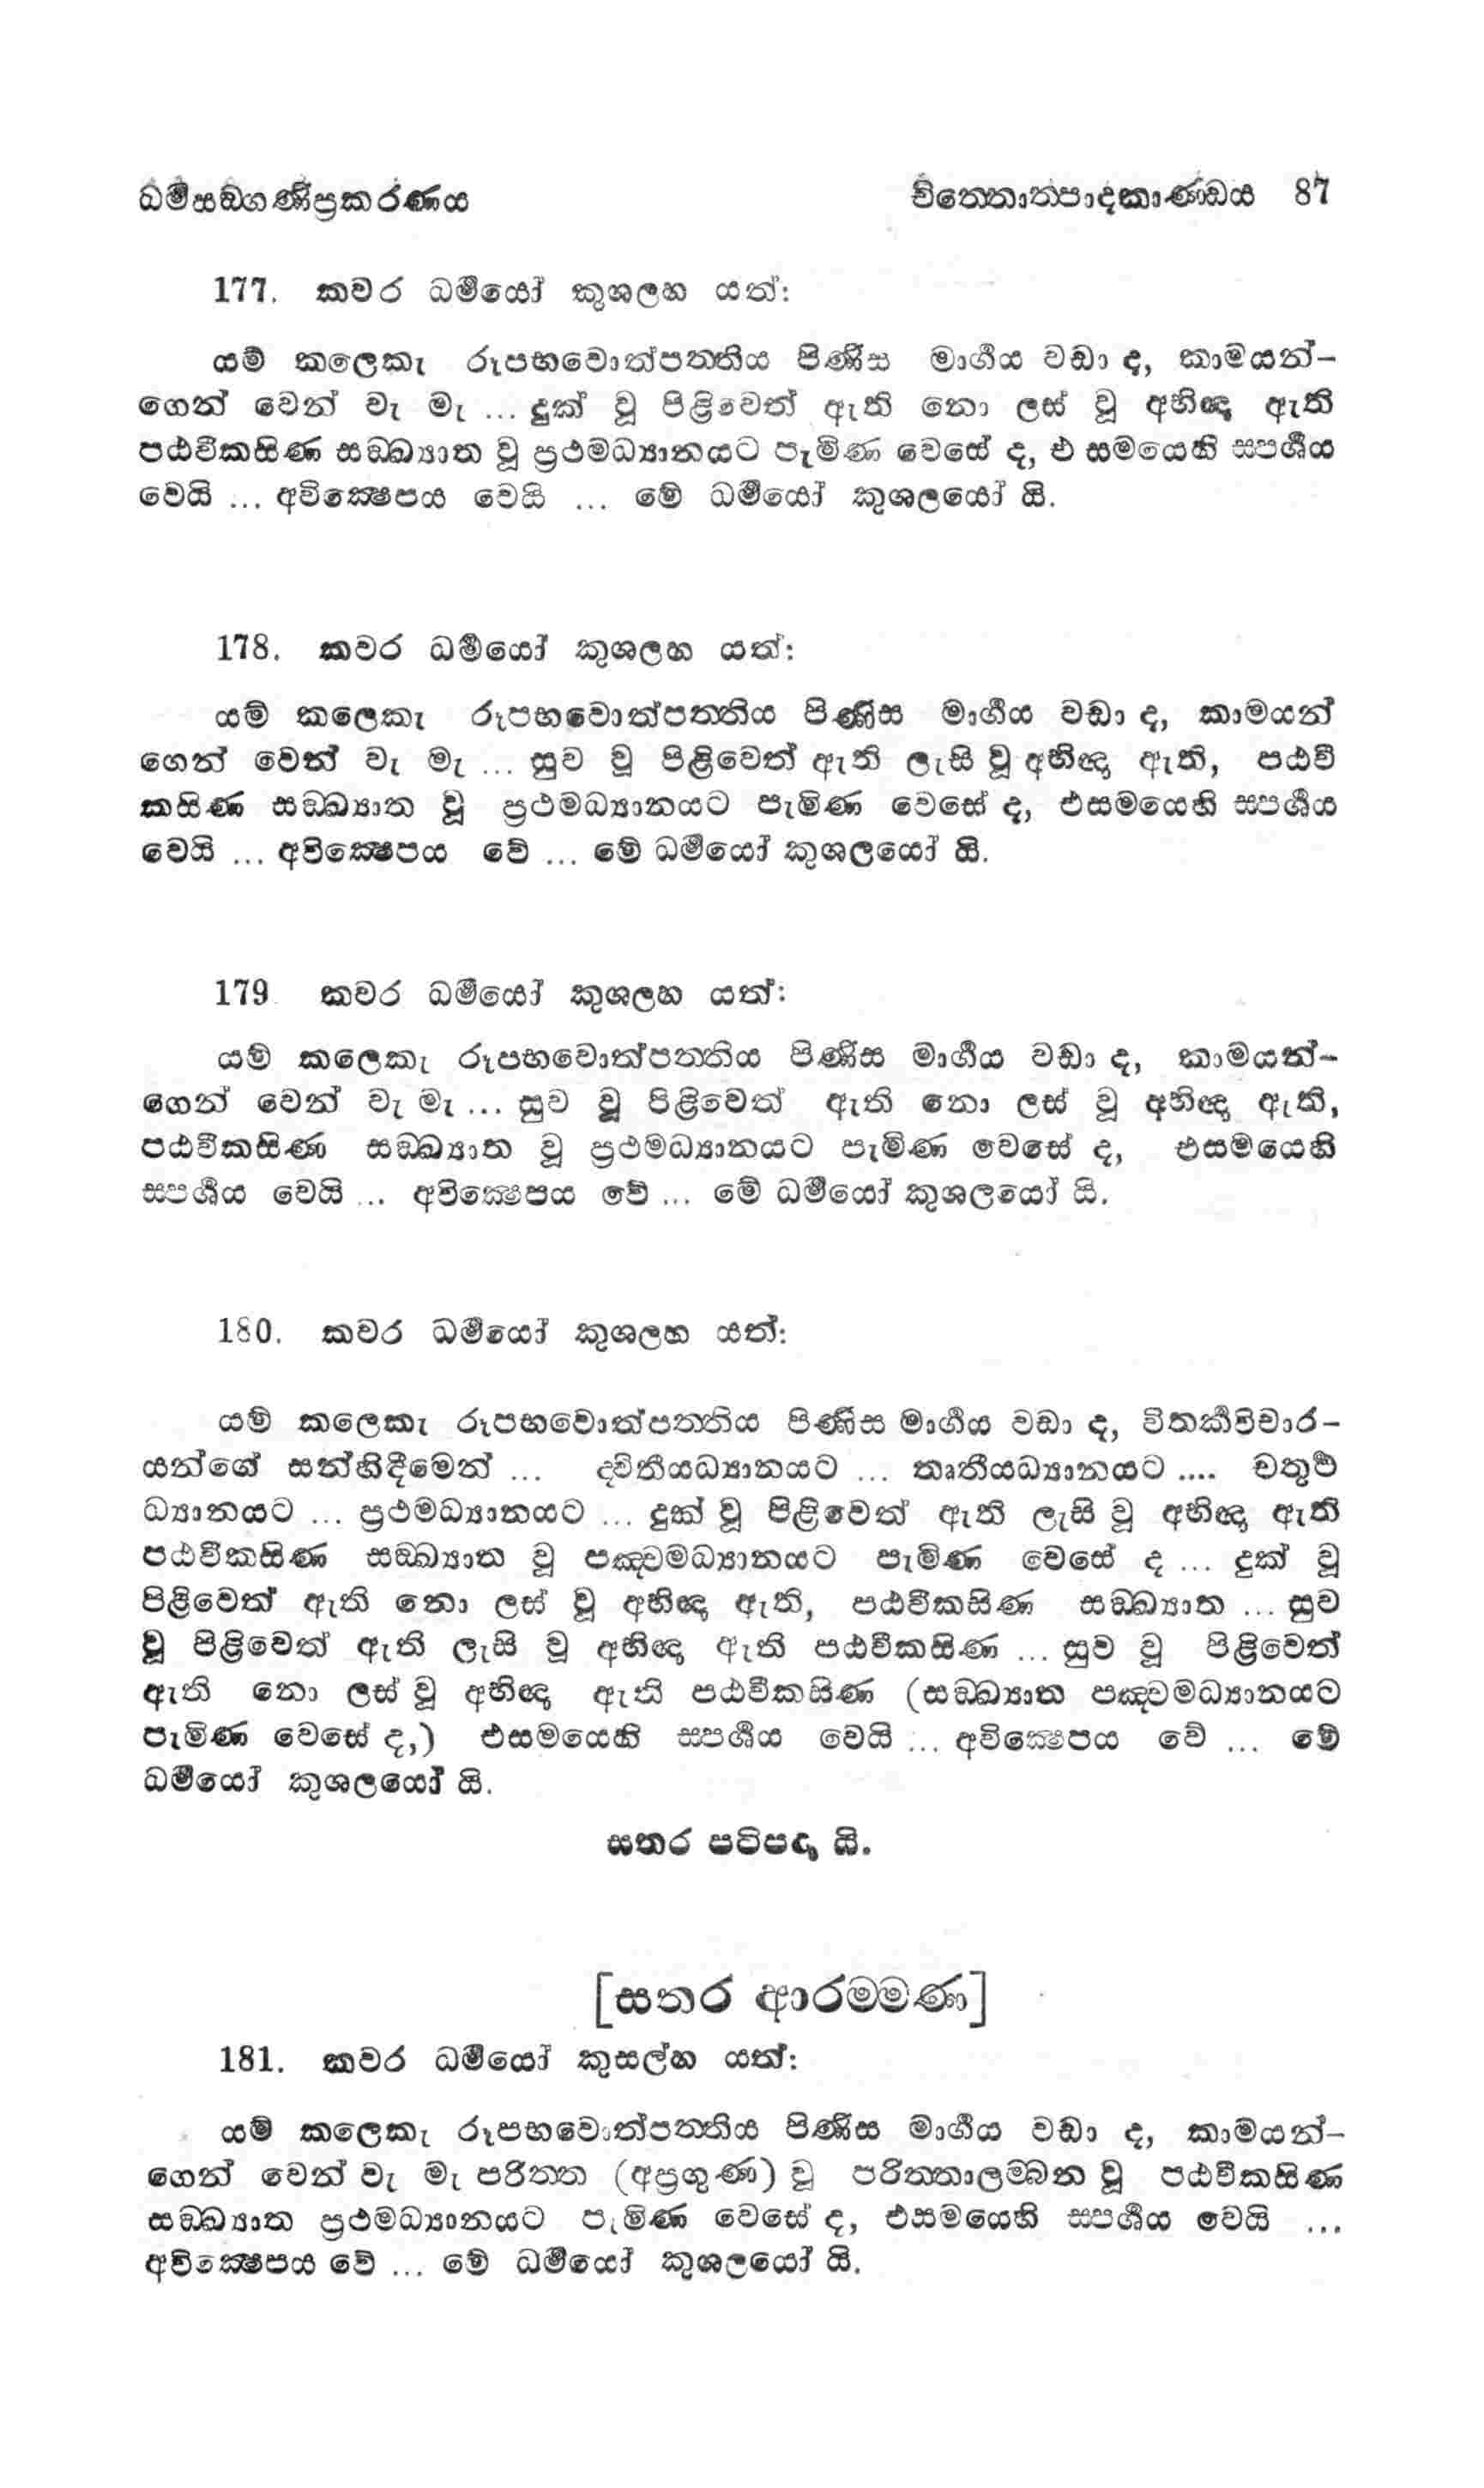 ධර්මසඞ්ගණිප්‍රකරණය	චිත්තොත්පාදකාණ්ඩය 87
177. කවර ධර්මයෝ කුශලහ යත්:
යම් කලෙකැ රූපභවොත්පත්තිය පිණිස මාර්ගය වඩා ද, කාමයන්-
ගෙන් වෙන් වැ මැ ... දුක් වූ පිළිවෙත් ඇති නො ලස් වූ අභිඥා ඇති
පඨවිකසිණ සඞ්ඛ්‍යාත වූ ප්‍රථමධ්‍යානයට පැමිණ වෙසේ ද, එ සමයෙහි ස්පර්ශය
වෙයි ... අවික්ෂෙපය වෙයි ... මේ ධර්මයෝ කුශලයෝ යි.
178. කවර ධර්මයෝ කුශලහ යත්:
යම් කලෙකැ රූපභවොත්පත්තිය පිණිස මාර්ගය වඩා ද, කාමයන්
ගෙන් වෙන් වැ මැ ... සුව වූ පිළිවෙත් ඇති ලැසි වූ අභිඥා ඇති, පඨවි
කසිණ සඞ්ඛ්‍යාත වූ ප්‍රථමධ්‍යානයට පැමිණ වෙසේ ද, එසමයෙහි ස්පර්ශය
වෙයි ... අවික්ෂෙපය වේ ... මේ ධර්මයෝ කුශලයෝ යි.
179 කවර ධර්මයෝ කුශලහ යත්:
යම් කලෙකැ රූපභවොත්පත්තිය පිණිස මාර්ගය වඩා ද, කාමයන්-
ගෙන් වෙන් වැ මැ ... සුව වූ පිළිවෙත් ඇති නො ලස් වූ අභිඥා ඇති,
පඨවිකසිණ සඞ්ඛ්‍යාත වූ ප්‍රථමධ්‍යානයට පැමිණ වෙසේ ද, එසමයෙහි
ස්පර්ශය වෙයි ... අවික්ෂෙපය වේ ... මේ ධර්මයෝ කුශලයෝ යි.
180. කවර ධර්මයෝ කුශලහ යත්:
යම් කලෙකැ රූපභවොත්පත්තිය පිණිස මාර්ගය වඩා ද, විතර්කවිචාර-
යන්ගේ සන්හිඳීමෙන් ... ද්විතීයධ්‍යානයට ... තෘතීයධ්‍යානයට .... චතුර්ථ
ධ්‍යානයට ... ප්‍රථමධ්‍යානයට ... දුක් වූ පිළිවෙත් ඇති ලැසි වූ අභිඥා ඇති
පඨවිකසිණ සඞ්ඛ්‍යාත වූ පඤ්චමධ්‍යානයට පැමිණ වෙසේ ද ... දුක් වූ
පිළිවෙත් ඇති නො ලස් වූ අභිඥා ඇති, පඨවිකසිණ සඞ්ඛ්‍යාත ... සුව
වූ පිළිවෙත් ඇති ලැසි වූ අභිඥා ඇති පඨවිකසිණ ... සුව වූ පිළිවෙත්
ඇති නො ලස් වූ අභිඥා ඇති පඨවිකසිණ (සඞ්ඛ්‍යාත පඤ්චමධ්‍යානයට
පැමිණ වෙසේ ද,) එසමයෙහි ස්පර්ශය වෙයි ... අවික්ෂෙපය වේ ... මේ
ධර්මයෝ කුශලයෝ යි.
සතර පටිපදා යි.
[සතර ආරම්මණ]
181. කවර ධර්මයෝ කුසල්හ යත්:
යම් කලෙකැ රූපභවොත්පත්තිය පිණිස මාර්ගය වඩා ද, කාමයන්-
ගෙන් වෙන් වැ මැ පරිත්ත (අප්‍රගුණ) වූ පරිත්තාලම්බන වූ පඨවිකසිණ
සඞ්ඛ්‍යාත ප්‍රථමධ්‍යානයට පැමිණ වෙසේ ද, එසමයෙහි ස්පර්ශය වෙයි ...
අවික්ෂෙපය වේ ... මේ ධර්මයෝ කුශලයෝ යි.